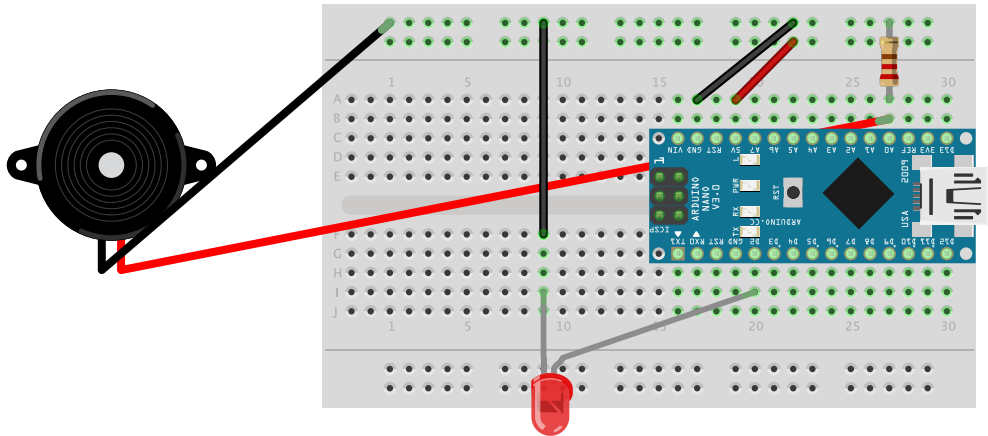 1 5 10 15 20 25 30
A
B
C
D
E
F
G
H
I
J
VIN GND RST 5V A7 A6 A5 A4 A3 A2 A1 A0 REF 3V3 D13
L
PWR
RX
TX
1
ARDUINO
NANO
V3.0
ICSP
RST
ARDUINO.CC
2009
USA
TX1 RX0 RST GND D2 D3 D4 D5 D6 D7 D8 D9 D10 D11 D12
1 5 10 15 20 25 30